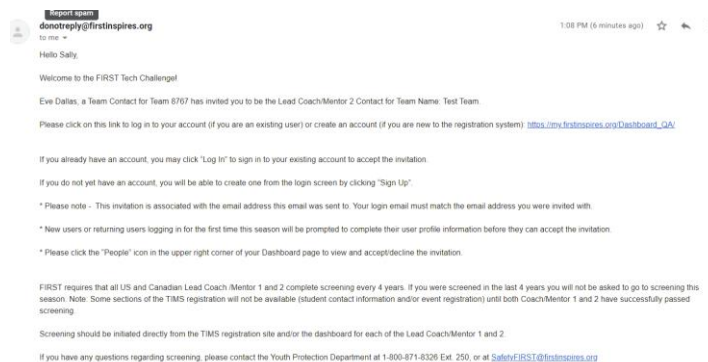 Report spam
donotreply@firstinspires.org
1:08 PM (6 minutes ago)
to me
Hello Sally,
Welcome to the FIRST Tech Challenge!
Eve Dallas, a Team Contact for Team 8767 has invited you to be the Lead Coach/Mentor 2 Contact for Team Name: Test Team.
Please click on this link to log in to your account (if you are an existing user) or create an account (if you are new to the registration system): https://my.firstinspires.org/Dashboard_QA/
If you already have an account, you may click "Log In" to sign in to your existing account to accept the invitation.
If you do not yet have an account, you will be able to create one from the login screen by clicking "Sign Up".
* Please note - This invitation is associated with the email address this email was sent to. Your login email must match the email address you were invited with.
* New users or returning users logging in for the first time this season will be prompted to complete their user profile information before they can accept the invitation.
* Please click the "People" icon in the upper right corner of your Dashboard page to view and accept/decline the invitation.
FIRST requires that all US and Canadian Lead Coach /Mentor 1 and 2 complete screening every 4 years. If you were screened in the last 4 years you will not be asked to go to screening this
season. Note: Some sections of the TIMS registration will not be available (student contact information and/or event registration) until both Coach/Mentor 1 and 2 have successfully passed
screening.
Screening should be initiated directly from the TIMS registration site and/or the dashboard for each of the Lead Coach/Mentor 1 and 2.
If you have any questions regarding screening, please contact the Youth Protection Department at 1-800-871-8326 Ext. 250, or at SafetyFIRST@firstinspires.org